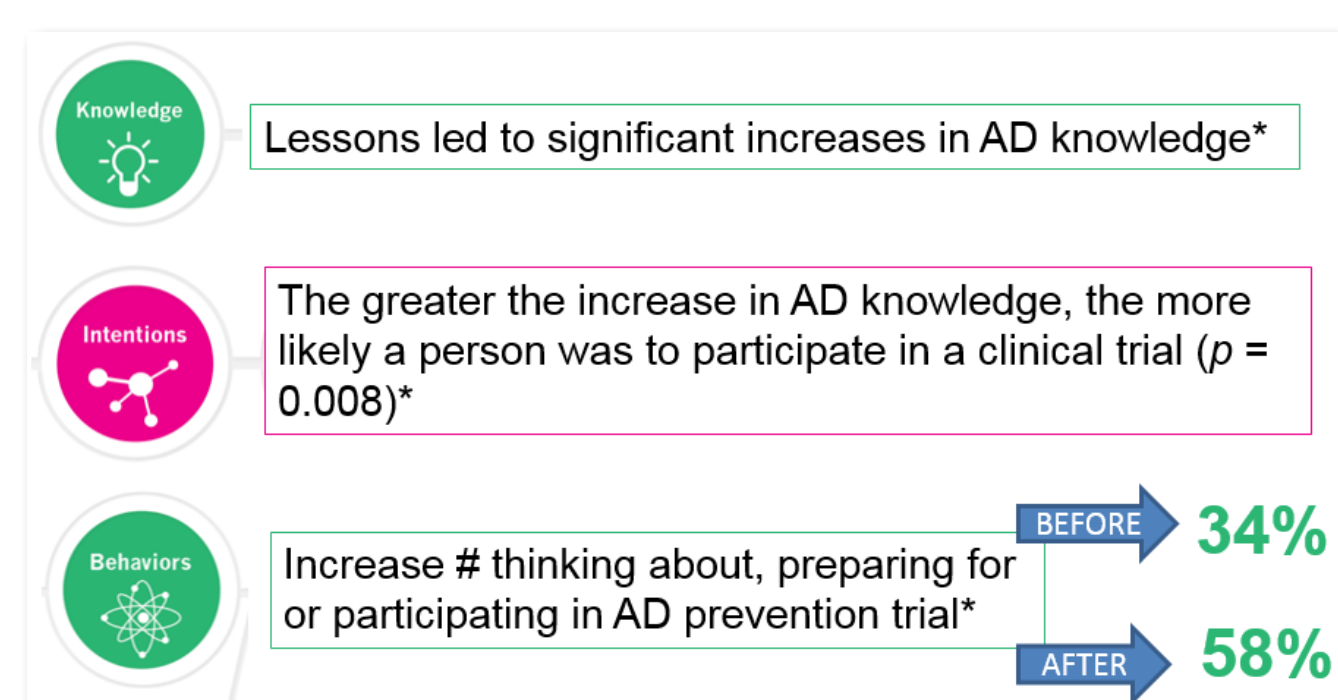 Knowledge
Lessons led to significant increases in AD knowledge*
Intentions
The greater the increase in AD knowledge, the more
likely a person was to participate in a clinical trial (p =
0.008)*
Behaviors
Increase # thinking about, preparing for
or participating in AD prevention trial*
BEFORE 34%
AFTER 58%